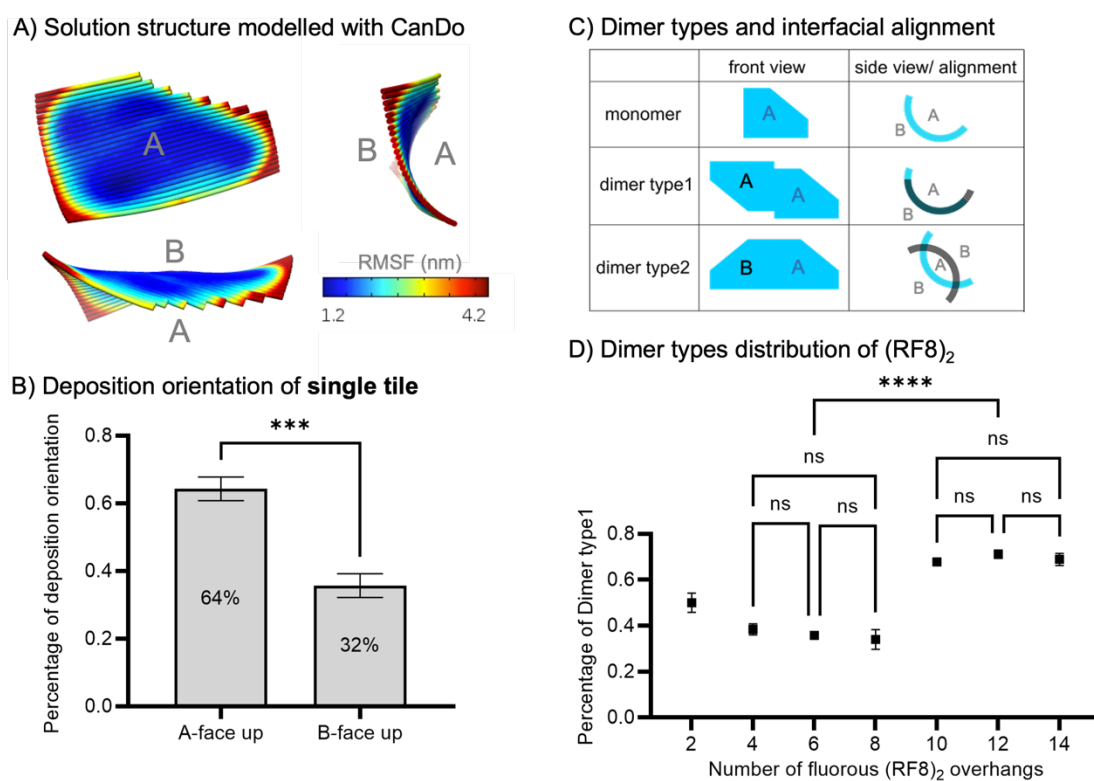 A) Solution structure modelled with CanDo
A
B
A
B
A
RMSF (nm)
1.2
4.2
B) Deposition orientation of single tile
Percentage of deposition orientation
0.8
0.6
0.4
0.2
0.0
***
64%
32%
A-face up
B-face up
C) Dimer types and interfacial alignment
front view
side view/ alignment
monomer
A
A
B
dimer type1
A
A
A
B
dimer type2
B
A
B
A
B
D) Dimer types distribution of (RF8)₂
****
ns
ns
ns
ns
ns
ns
Percentage of Dimer type1
0.8
0.6
0.4
0.2
0.0
2
4
6
8
10
12
14
Number of fluorous (RF8)₂ overhangs